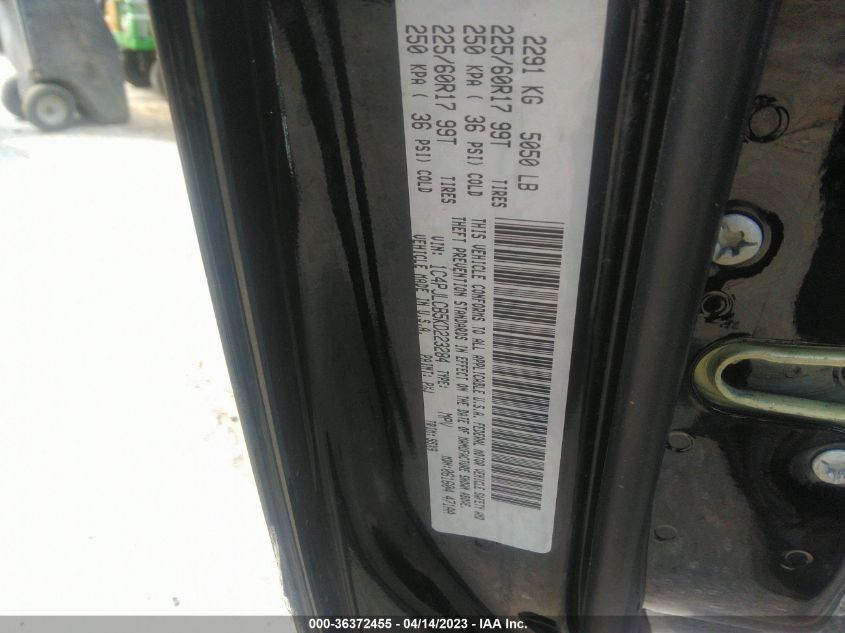 2291 KG 5050 LB
225/60R17 99T TIRES
250 KPA ( 36 PSI) COLD
225/60R17 99T TIRES
250 KPA ( 36 PSI) COLD
THIS VEHICLE CONFORMS TO ALL APPLICABLE U.S.A. FEDERAL MOTOR VEHICLE SAFETY AND
THEFT PREVENTION STANDARDS IN EFFECT ON THE DATE OF MANUFACTURE SHOWN ABOVE.
VIN: 1C4PJLCB5KD223284 TYPE: MPV
VEHICLE MADE IN U.S.A. PAINT: PXJ
000-36372455 - 04/14/2023 - IAA Inc.